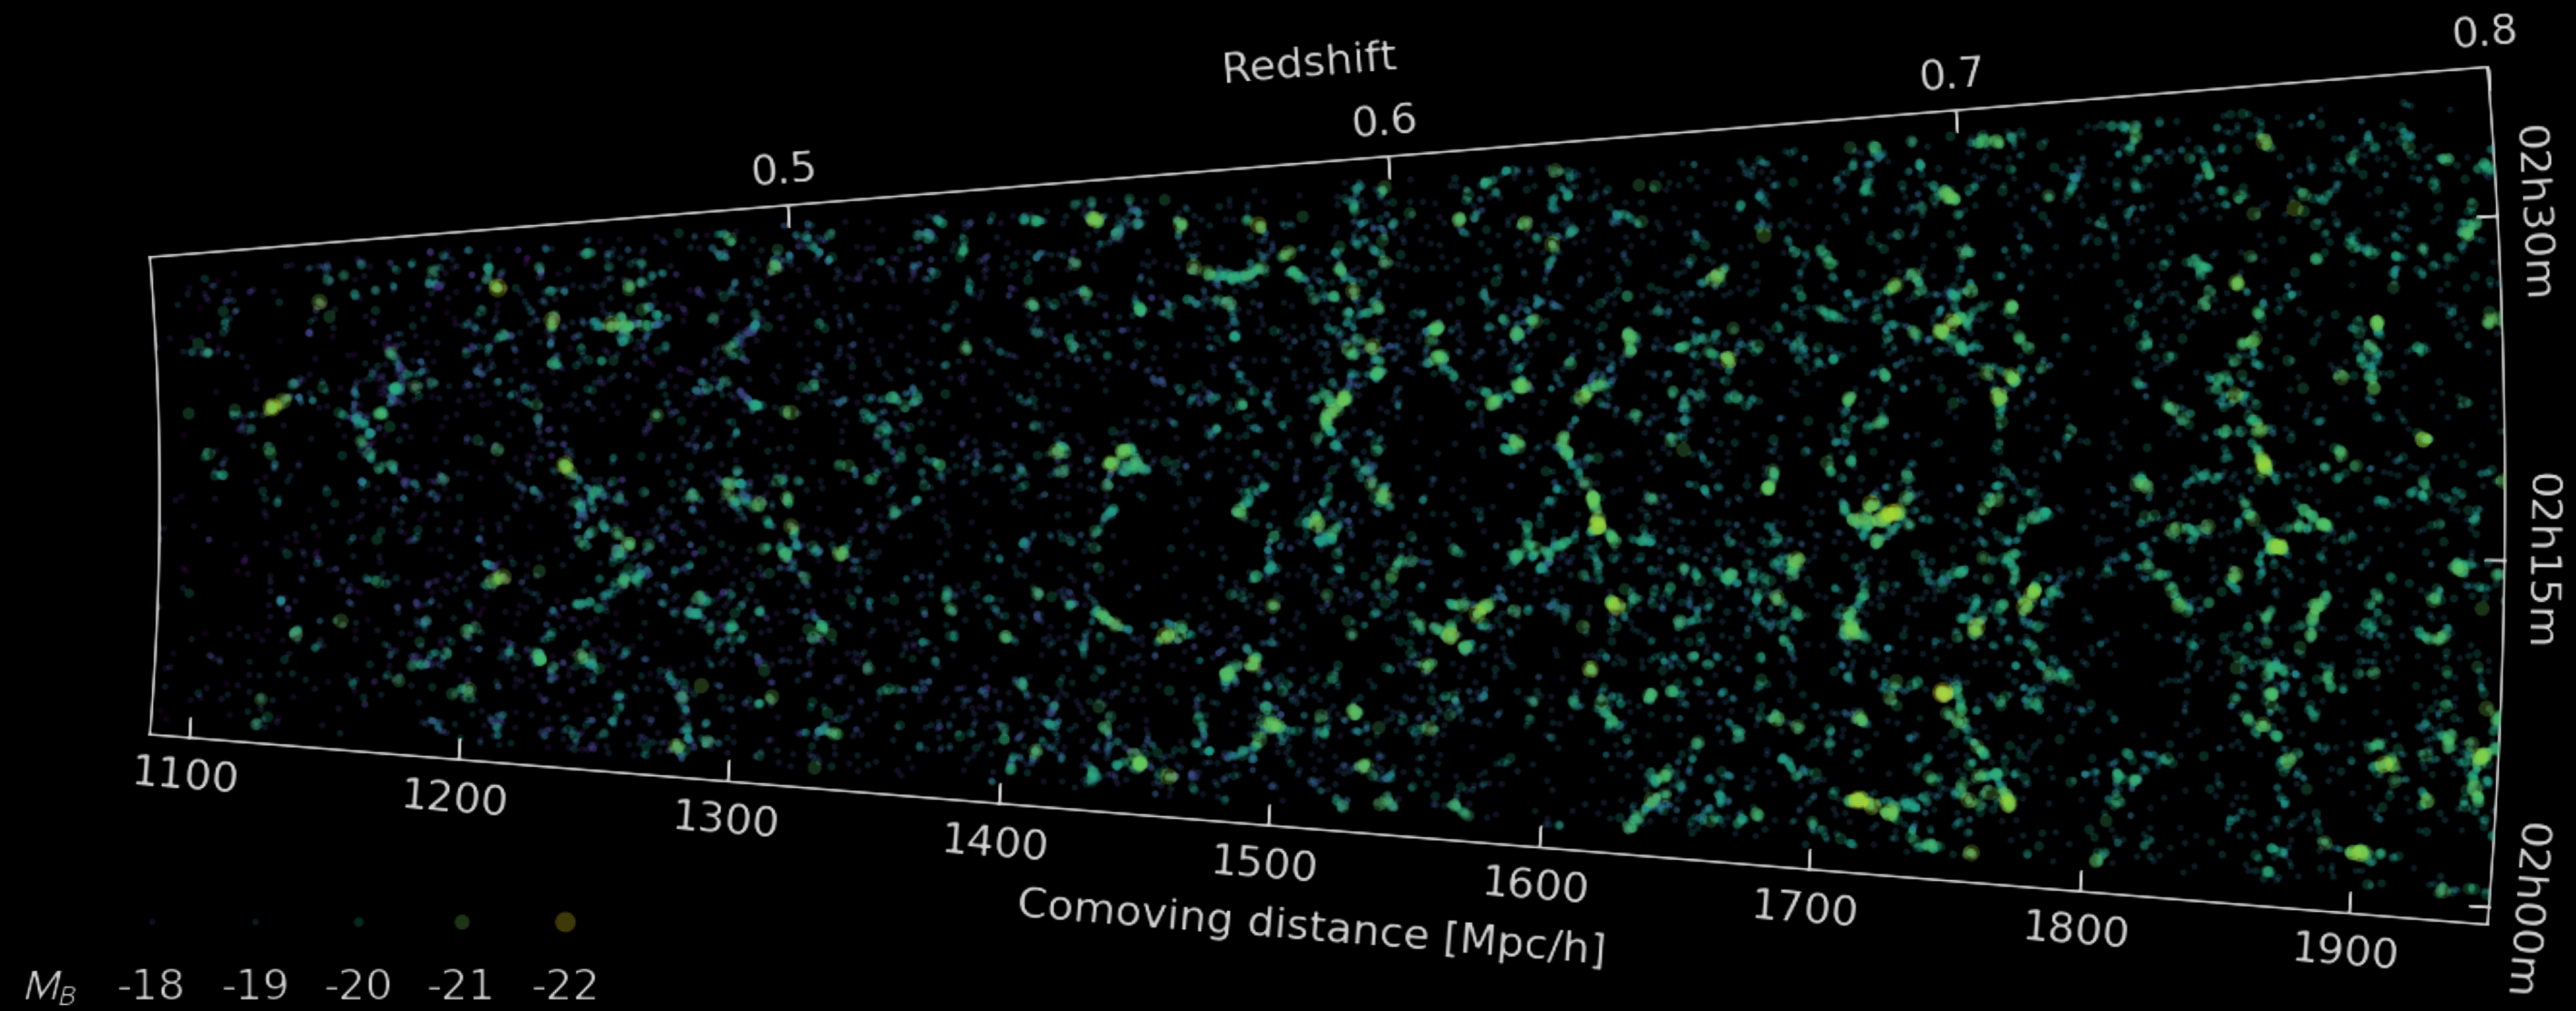 Redshift
0.5 0.6 0.7 0.8
02h30m
02h15m
02h00m
1100 1200 1300 1400 1500 1600 1700 1800 1900
Comoving distance [Mpc/h]
M_B -18 -19 -20 -21 -22